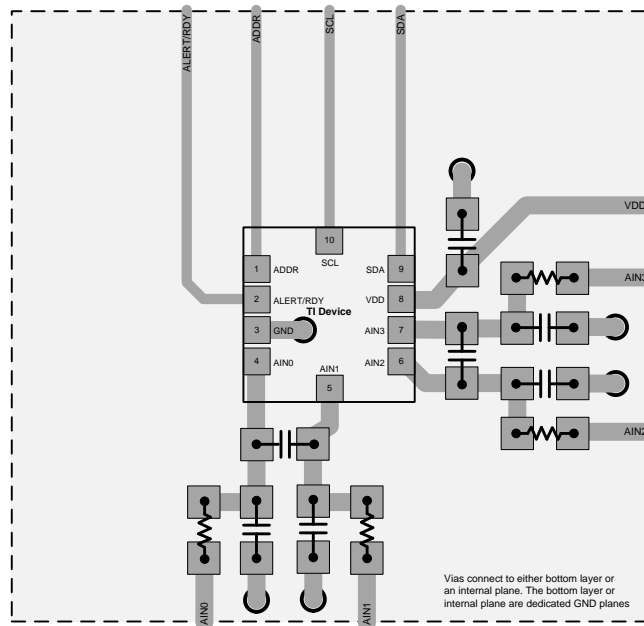 ALERT/RDY
ADDR
SCL
SDA
VDD
10
SCL
1
ADDR
SDA
9
2
ALERT/RDY
VDD
8
TI Device
3
GND
AIN3
7
4
AIN0
AIN1
AIN2
6
5
AIN3
AIN2
AIN0
AIN1
Vias connect to either bottom layer or
an internal plane. The bottom layer or
internal plane are dedicated GND planes